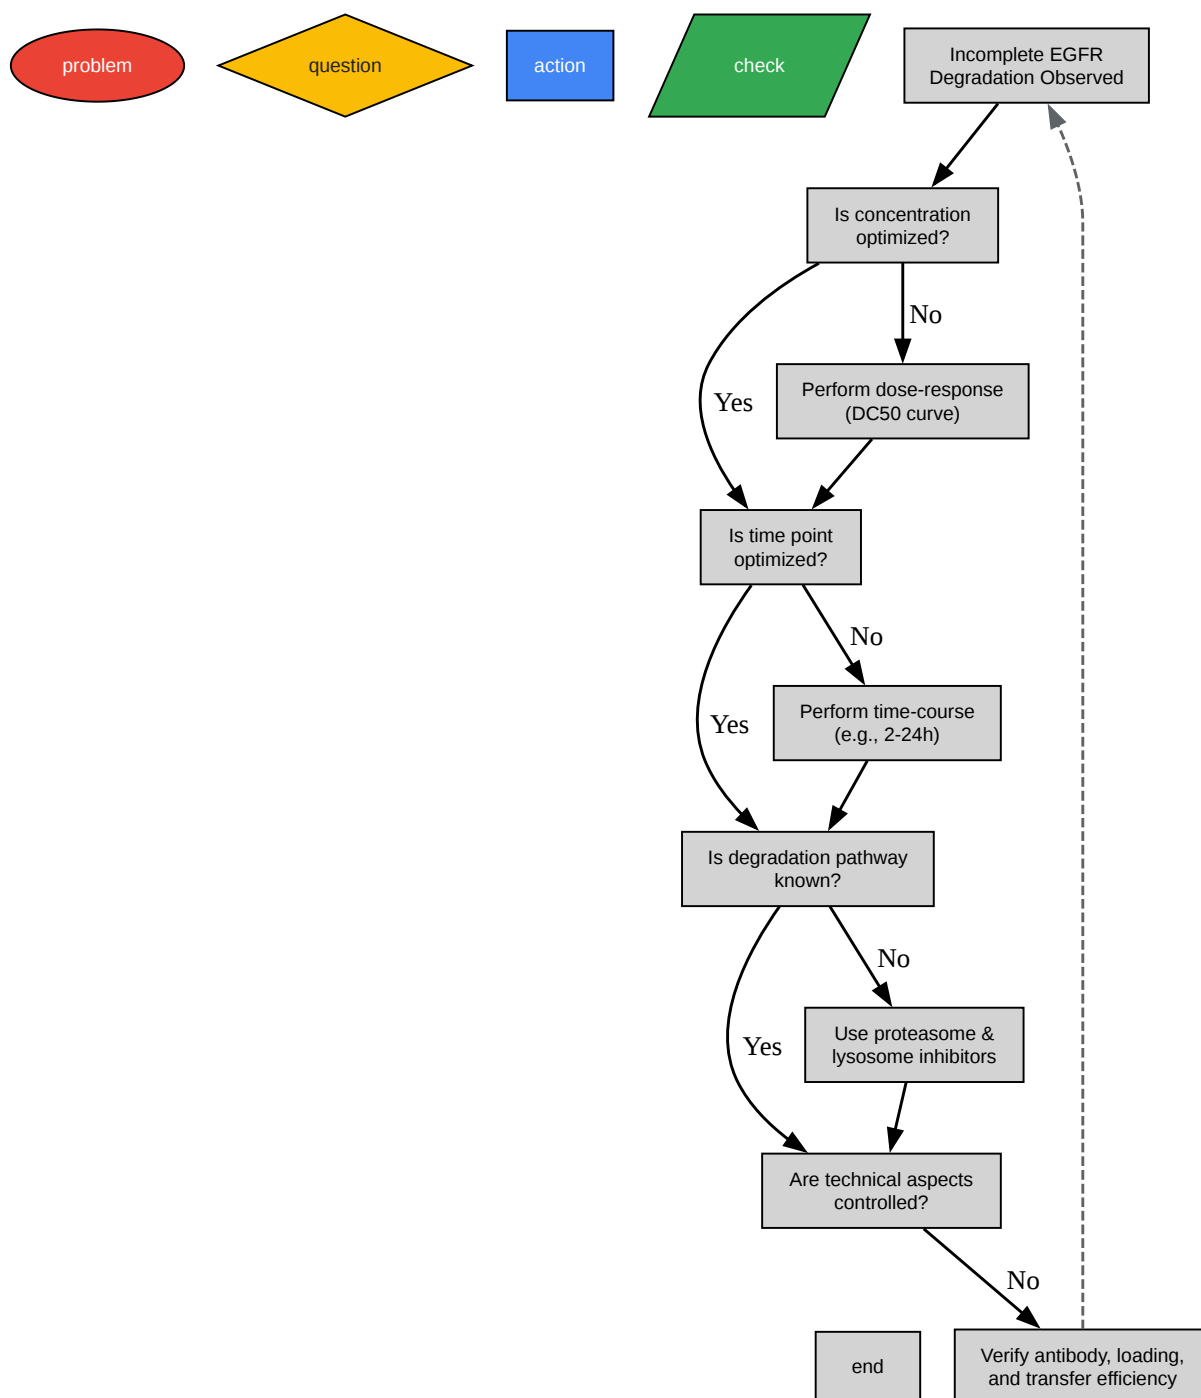 problem
question
action
check
Incomplete EGFR
Degradation Observed
Is concentration
optimized?
No
Yes
Perform dose-response
(DC50 curve)
Is time point
optimized?
No
Yes
Perform time-course
(e.g., 2-24h)
Is degradation pathway
known?
No
Yes
Use proteasome &
lysosome inhibitors
Are technical aspects
controlled?
No
end
Verify antibody, loading,
and transfer efficiency